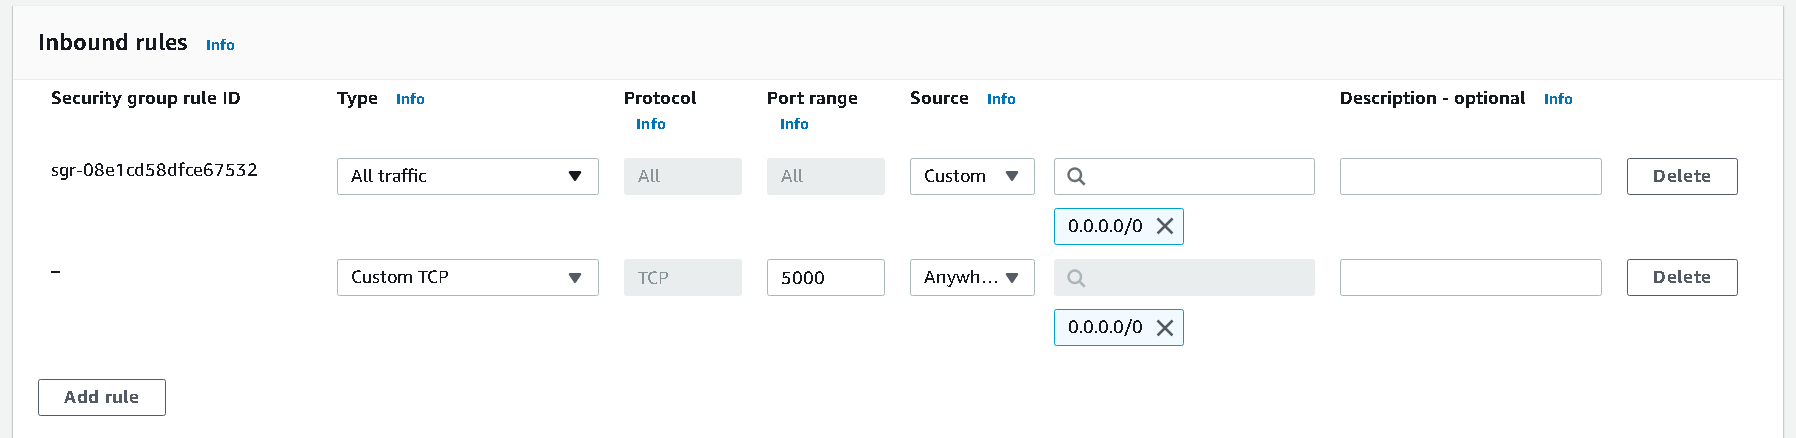 Inbound rules Info
Security group rule ID Type Info Protocol Info Port range Info Source Info Description - optional Info
sgr-08e1cd58dfce67532 All traffic All All Custom Delete
0.0.0.0/0
– Custom TCP TCP 5000 Anywh... Delete
0.0.0.0/0
Add rule